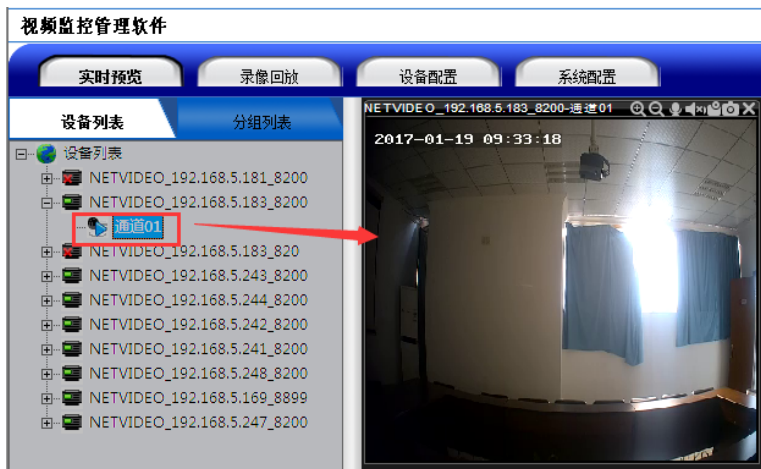 视频监控管理软件
实时预览 录像回放 设备配置 系统配置
设备列表 分组列表
NETVIDEO_192.168.5.183_8200-通道01
2017-01-19 09:33:18
设备列表
NETVIDEO_192.168.5.181_8200
NETVIDEO_192.168.5.183_8200
通道01
NETVIDEO_192.168.5.183_820
NETVIDEO_192.168.5.243_8200
NETVIDEO_192.168.5.244_8200
NETVIDEO_192.168.5.242_8200
NETVIDEO_192.168.5.241_8200
NETVIDEO_192.168.5.248_8200
NETVIDEO_192.168.5.169_8899
NETVIDEO_192.168.5.247_8200